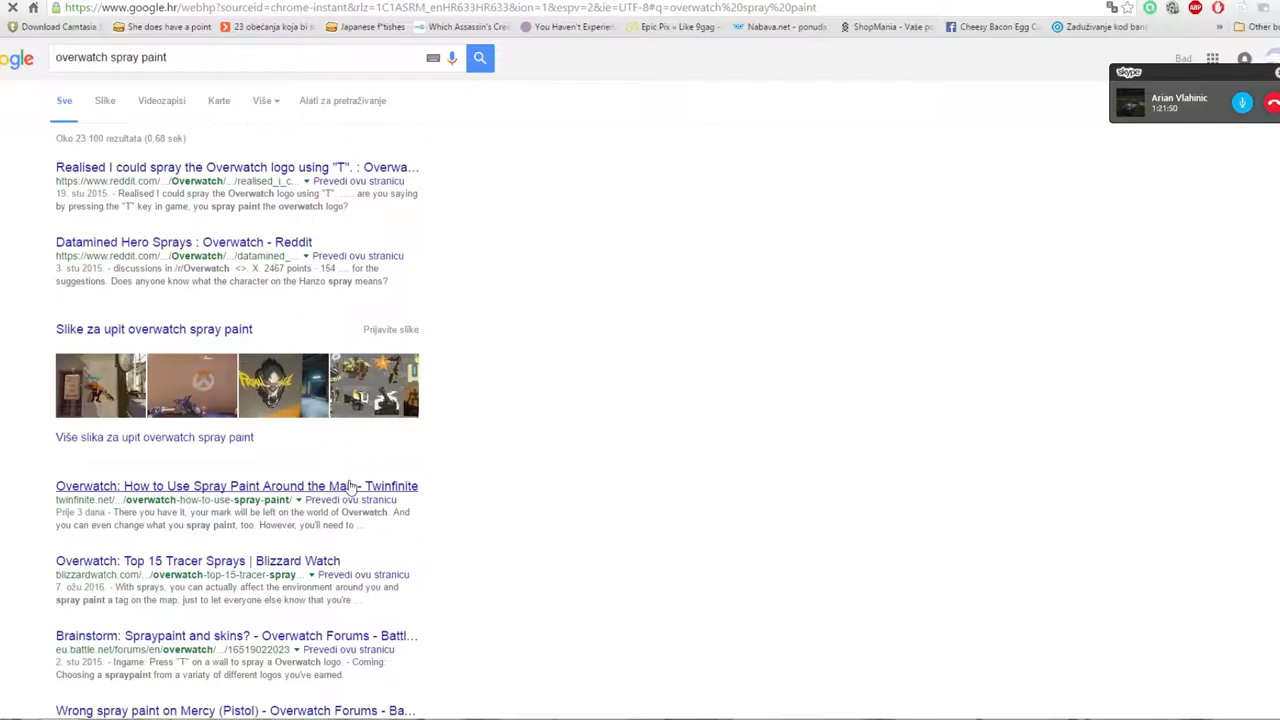 https://www.google.hr/webhp?sourceid=chrome-instant&rlz=1C1ASRM_enHR633HR633&ion=1&espv=2&ie=UTF-8#q=overwatch%20spray%20paint
Download Camtasia She does have a point 23 obećanja koja bi Japanese f*tishes Which Assassin's Cree You Haven't Experien Epic Pix – Like 9gag - Nabava.net - ponuda ShopMania - Vaše po Cheesy Bacon Egg C Zaduživanje kod bank » Other bo
ogle overwatch spray paint Bad
skype
Arian Vlahinic
1:21:50
Sve Slike Videozapisi Karte Više Alati za pretraživanje
Oko 23 100 rezultata (0,68 sek)
Realised I could spray the Overwatch logo using "T". : Overwa...
https://www.reddit.com/.../Overwatch/.../realised_i_c... Prevedi ovu stranicu
19. stu 2015. - Realised I could spray the Overwatch logo using "T" ..... are you saying
by pressing the "T" key in game, you spray paint the overwatch logo?
Datamined Hero Sprays : Overwatch - Reddit
https://www.reddit.com/.../Overwatch/.../datamined_... Prevedi ovu stranicu
3. stu 2015. - discussions in /r/Overwatch <>. X. 2467 points · 154 .... for the
suggestions. Does anyone know what the character on the Hanzo spray means?
Slike za upit overwatch spray paint Prijavite slike
Više slika za upit overwatch spray paint
Overwatch: How to Use Spray Paint Around the Map - Twinfinite
twinfinite.net/.../overwatch-how-to-use-spray-paint/ Prevedi ovu stranicu
Prije 3 dana - There you have it, your mark will be left on the world of Overwatch. And
you can even change what you spray paint, too. However, you'll need to ...
Overwatch: Top 15 Tracer Sprays | Blizzard Watch
blizzardwatch.com/.../overwatch-top-15-tracer-spray... Prevedi ovu stranicu
7. ožu 2016. - With sprays, you can actually affect the environment around you and
spray paint a tag on the map, just to let everyone else know that you're ...
Brainstorm: Spraypaint and skins? - Overwatch Forums - Battl...
eu.battle.net/forums/en/overwatch/.../16519022023 Prevedi ovu stranicu
2. stu 2015. - Ingame: Press "T" on a wall to spray a Overwatch logo. - Coming:
Choosing a spraypaint from a variaty of different logos you've earned.
Wrong spray paint on Mercy (Pistol) - Overwatch Forums - Ba...